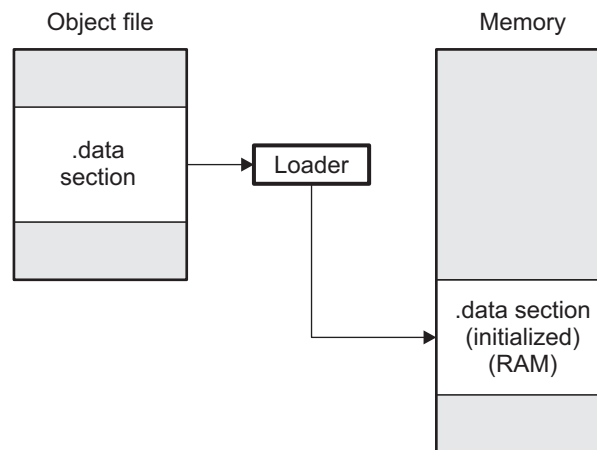 Object file
Memory
.data
section
Loader
.data section
(initialized)
(RAM)